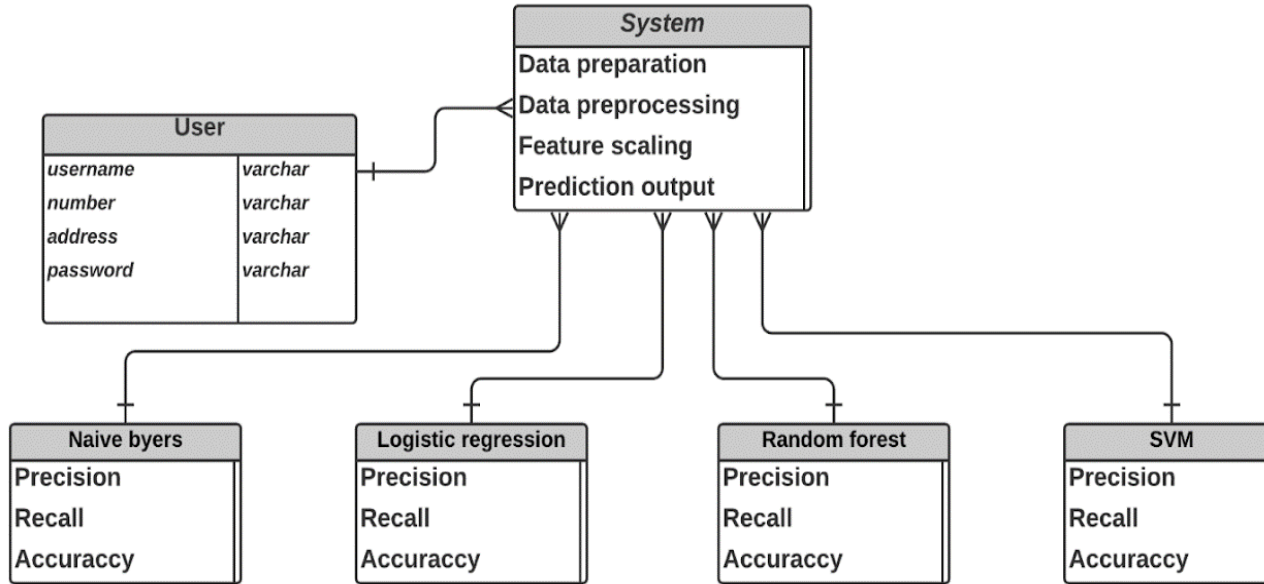 System
Data preparation
Data preprocessing
Feature scaling
Prediction output
User
username varchar
number varchar
address varchar
password varchar
Naive byers
Precision
Recall
Accuraccy
Logistic regression
Precision
Recall
Accuraccy
Random forest
Precision
Recall
Accuraccy
SVM
Precision
Recall
Accuraccy